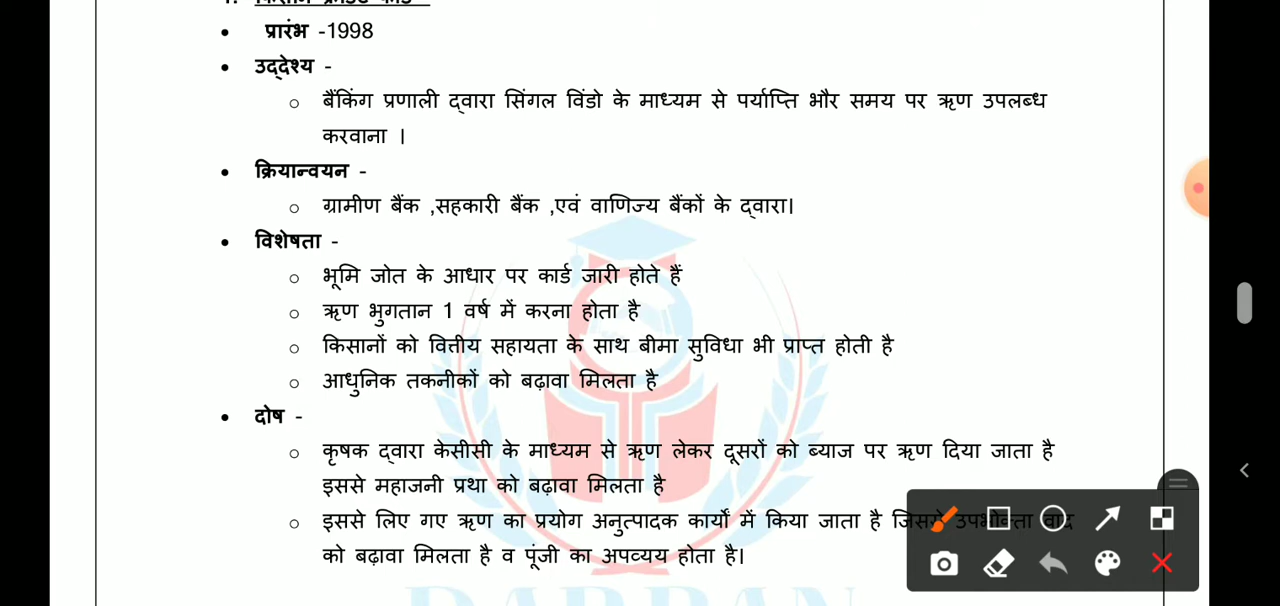 प्रारंभ -1998
उद्देश्य -
बैंकिंग प्रणाली द्वारा सिंगल विंडो के माध्यम से पर्याप्ति भौर समय पर ऋण उपलब्ध
करवाना ।
क्रियान्वयन -
ग्रामीण बैंक ,सहकारी बैंक ,एवं वाणिज्य बैंकों के द्वारा।
विशेषता -
भूमि जोत के आधार पर कार्ड जारी होते हैं
ऋण भुगतान 1 वर्ष में करना होता है
किसानों को वित्तीय सहायता के साथ बीमा सुविधा भी प्राप्त होती है
आधुनिक तकनीकों को बढ़ावा मिलता है
दोष -
कृषक द्वारा केसीसी के माध्यम से ऋण लेकर दूसरों को ब्याज पर ऋण दिया जाता है
इससे महाजनी प्रथा को बढ़ावा मिलता है
इससे लिए गए ऋण का प्रयोग अनुत्पादक कार्यों में किया जाता है जिससे उपभोक्ता वाद
को बढ़ावा मिलता है व पूंजी का अपव्यय होता है।